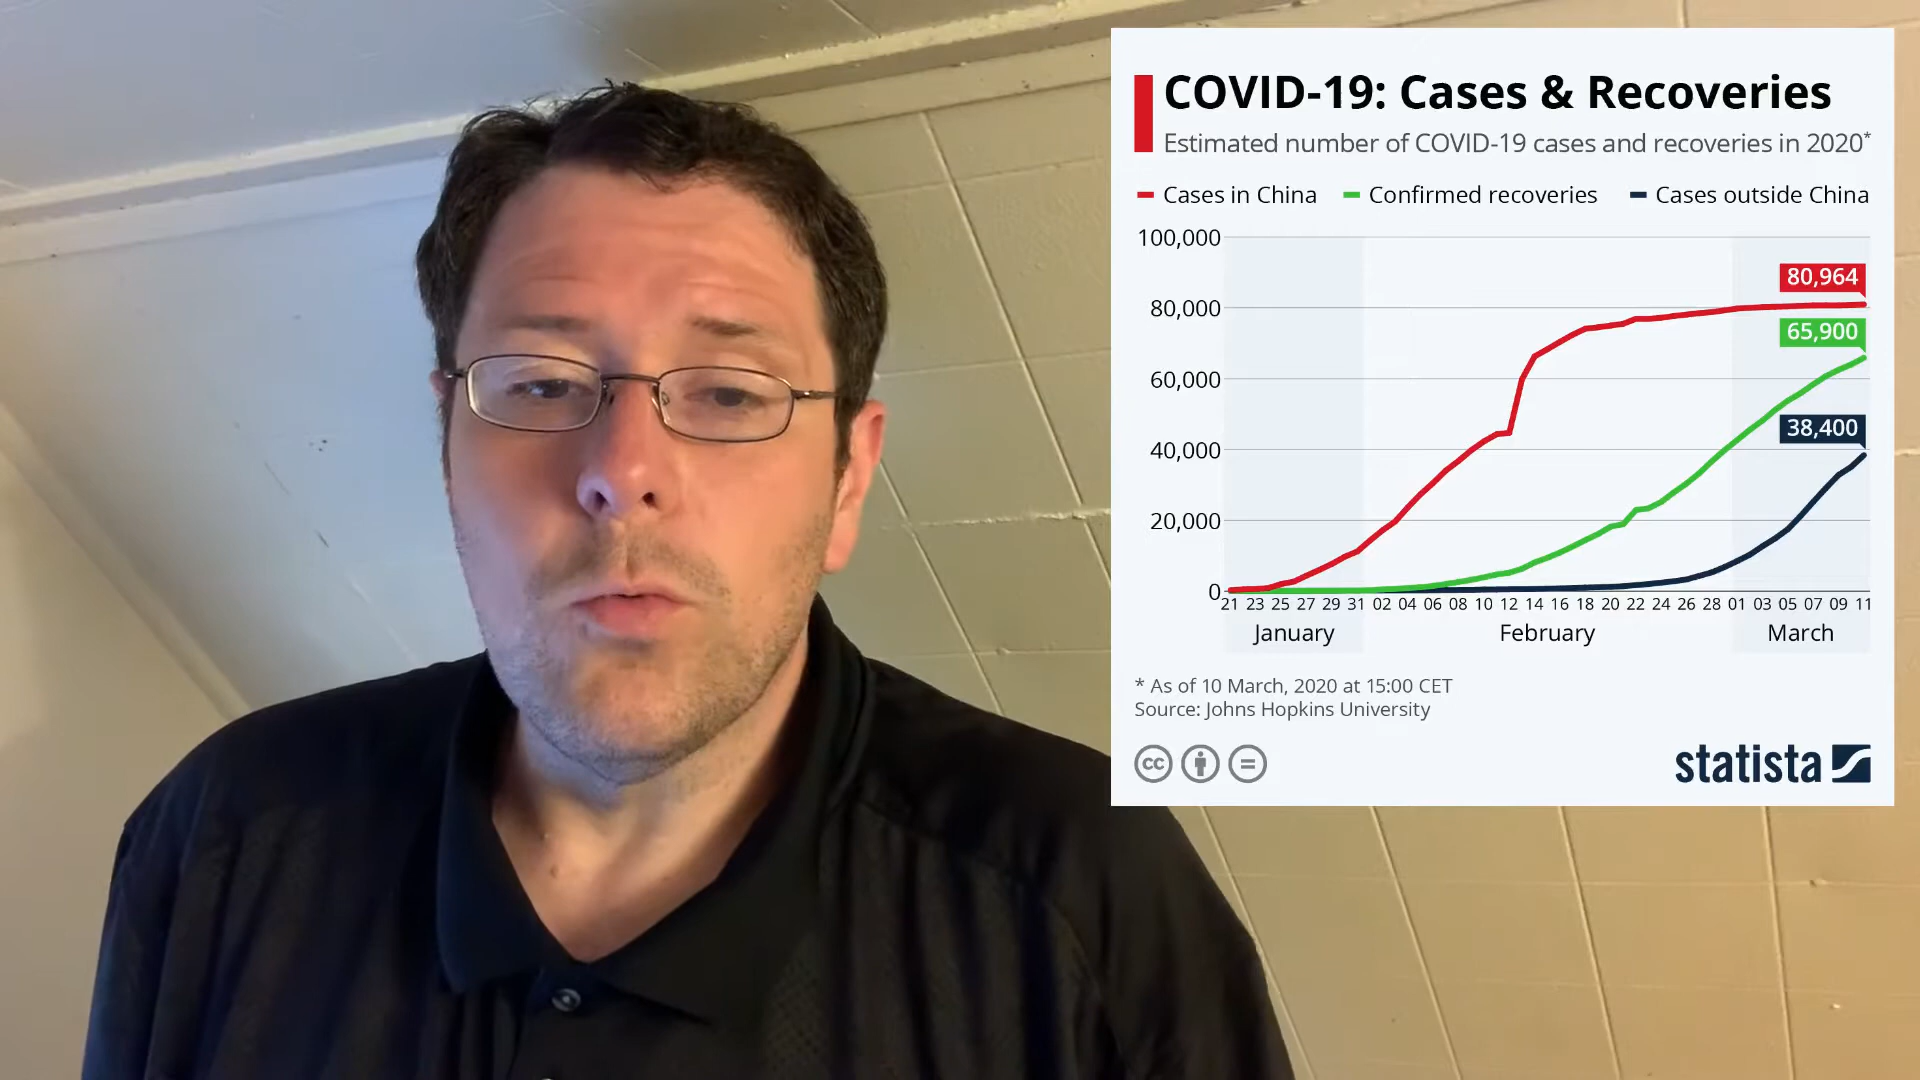 COVID-19: Cases & Recoveries
Estimated number of COVID-19 cases and recoveries in 2020*
Cases in China Confirmed recoveries Cases outside China
100,000
80,964
80,000
65,900
60,000
38,400
40,000
20,000
0
21 23 25 27 29 31 02 04 06 08 10 12 14 16 18 20 22 24 26 28 01 03 05 07 09 11
January February March
* As of 10 March, 2020 at 15:00 CET
Source: Johns Hopkins University
cc =
statista